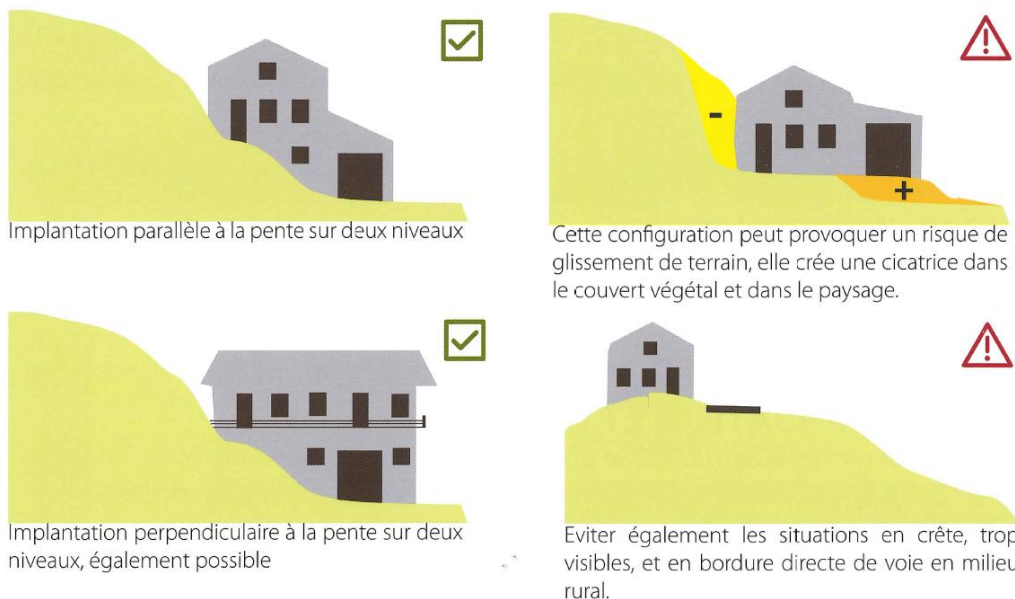 Implantation parallèle à la pente sur deux niveaux
-
+
Cette configuration peut provoquer un risque de
glissement de terrain, elle crée une cicatrice dans
le couvert végétal et dans le paysage.
Implantation perpendiculaire à la pente sur deux
niveaux, également possible
Eviter également les situations en crête, trop
visibles, et en bordure directe de voie en milieu
rural.